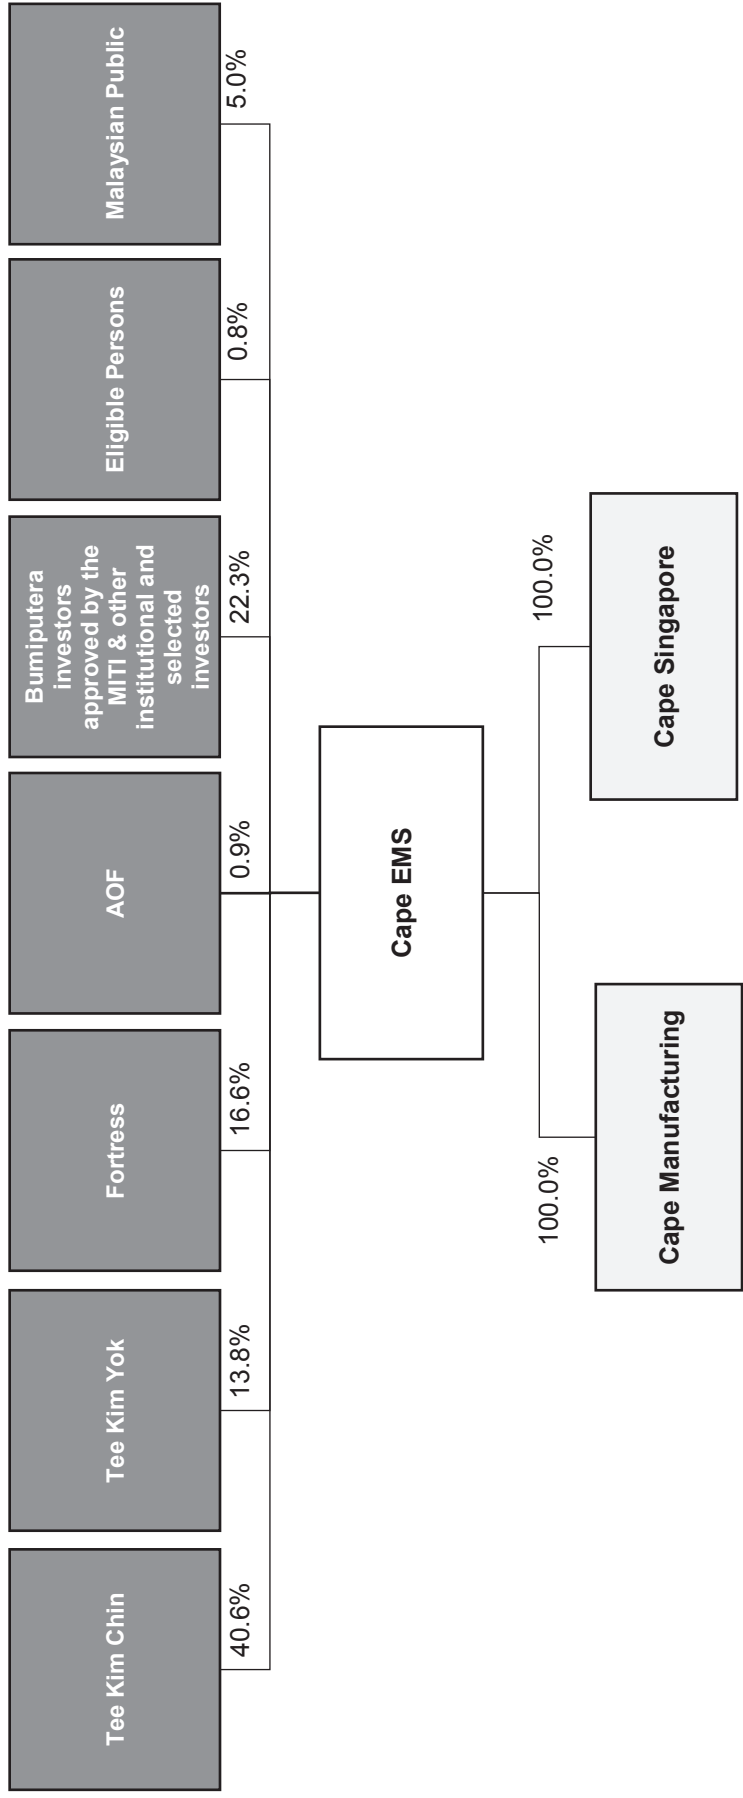 Tee Kim Chin
Tee Kim Yok
Fortress
AOF
Bumiputera
investors
approved by the
MITI & other
institutional and
selected
investors
Eligible Persons
Malaysian Public
40.6%
13.8%
16.6%
0.9%
22.3%
0.8%
5.0%
Cape EMS
100.0%
100.0%
Cape Manufacturing
Cape Singapore